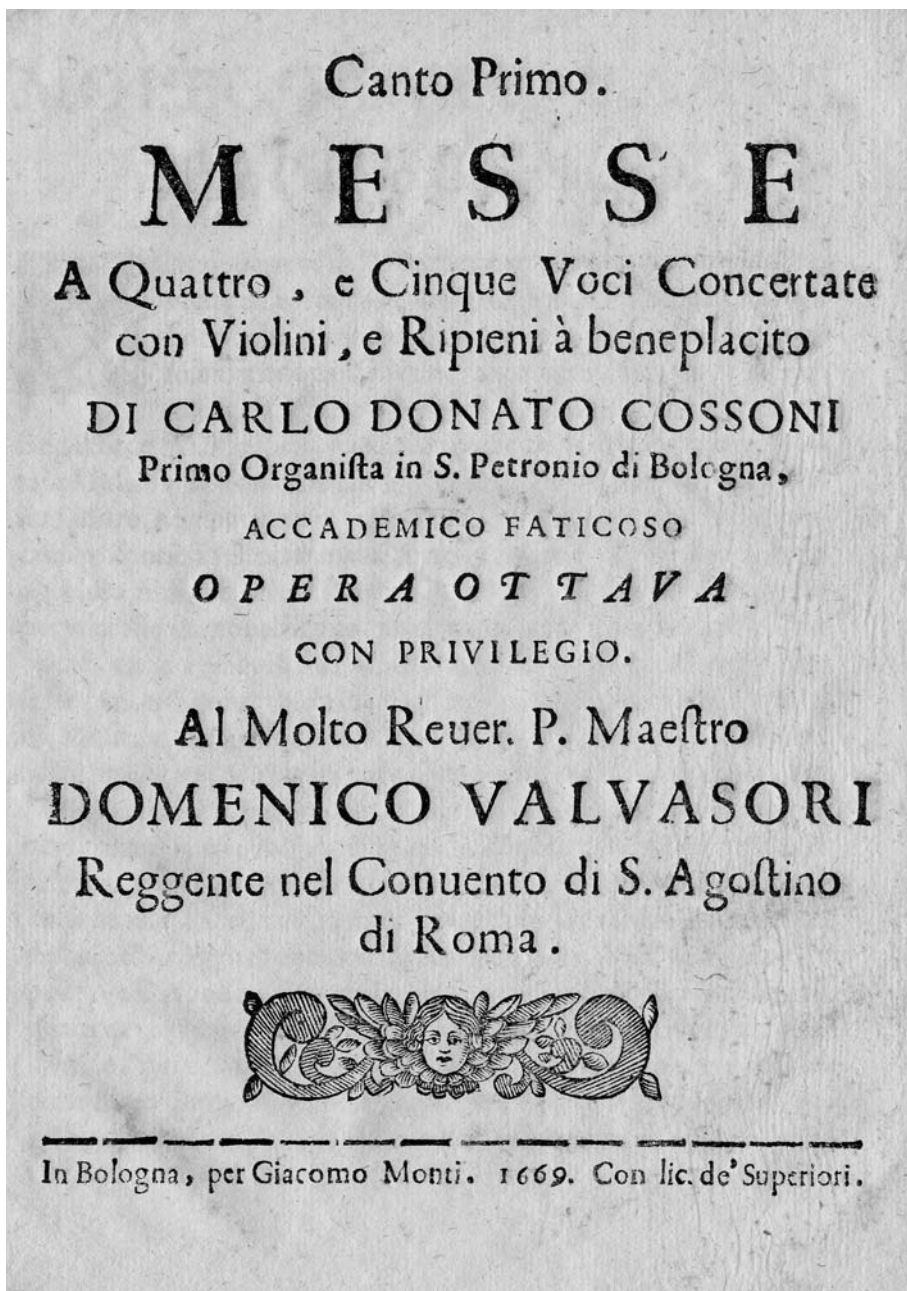 Canto Primo.
MESSE
A Quattro, e Cinque Voci Concertate
con Violini, e Ripieni à beneplacito
DI CARLO DONATO COSSONI
Primo Organiſta in S. Petronio di Bologna,
ACCADEMICO FATICOSO
OPERA OTTAVA
CON PRIVILEGIO.
Al Molto Reuer. P. Maeſtro
DOMENICO VALVASORI
Reggente nel Conuento di S. Agoſtino
di Roma.
In Bologna, per Giacomo Monti. 1669. Con lic. de' Superiori.